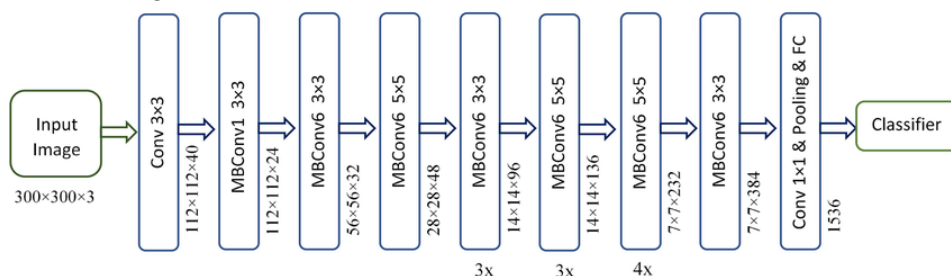 Input
Image
300×300×3
Conv 3×3
112×112×40
MBConv1 3×3
112×112×24
MBConv6 3×3
56×56×32
MBConv6 5×5
28×28×48
MBConv6 3×3
14×14×96
MBConv6 5×5
14×14×136
MBConv6 5×5
7×7×232
MBConv6 3×3
7×7×384
Conv 1×1 & Pooling & FC
1536
Classifier
3x
3x
4x